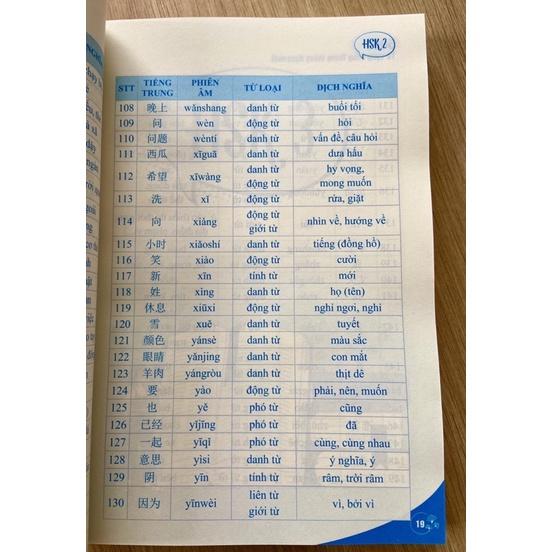 HSK 2
STT TIẾNG TRUNG PHIÊN ÂM TỪ LOẠI DỊCH NGHĨA
108 晚上 wǎnshang danh từ buổi tối
109 问 wèn động từ hỏi
110 问题 wèntí danh từ vấn đề, câu hỏi
111 西瓜 xīguā danh từ dưa hấu
112 希望 xīwàng danh từ động từ hy vọng, mong muốn
113 洗 xǐ động từ rửa, giặt
114 向 xiàng động từ giới từ nhìn về, hướng về
115 小时 xiǎoshí danh từ tiếng (đồng hồ)
116 笑 xiào động từ cười
117 新 xīn tính từ mới
118 姓 xìng danh từ họ (tên)
119 休息 xiūxi động từ nghỉ ngơi, nghỉ
120 雪 xuě danh từ tuyết
121 颜色 yánsè danh từ màu sắc
122 眼睛 yǎnjing danh từ con mắt
123 羊肉 yángròu danh từ thịt dê
124 要 yào động từ phải, nên, muốn
125 也 yě phó từ cũng
126 已经 yǐjīng phó từ đã
127 一起 yīqǐ phó từ cùng, cùng nhau
128 意思 yìsi danh từ ý nghĩa, ý
129 阴 yīn tính từ râm, trời râm
130 因为 yīnwèi liên từ giới từ vì, bởi vì
19